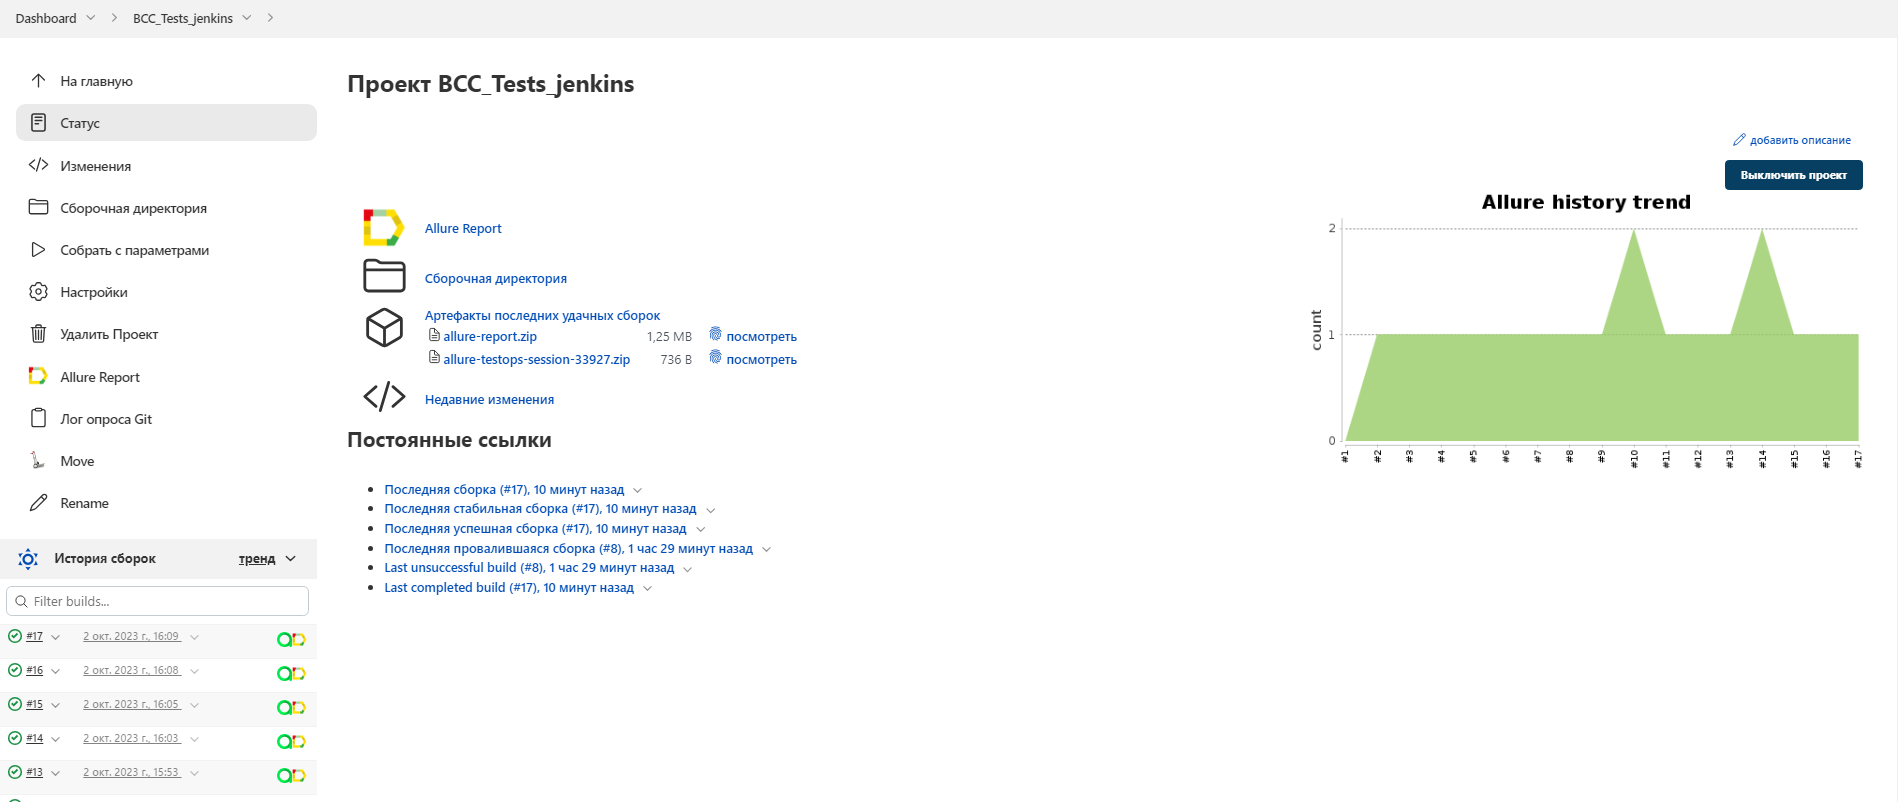 Dashboard
BCC_Tests_jenkins
На главную
Статус
Изменения
Сборочная директория
Собрать с параметрами
Настройки
Удалить Проект
Allure Report
Лог опроса Git
Move
Rename
История сборок
тренд
Filter builds...
#17 2 окт. 2023 г., 16:09
#16 2 окт. 2023 г., 16:08
#15 2 окт. 2023 г., 16:05
#14 2 окт. 2023 г., 16:03
#13 2 окт. 2023 г., 15:53
Проект BCC_Tests_jenkins
добавить описание
Выключить проект
Allure Report
Сборочная директория
Артефакты последних удачных сборок
allure-report.zip 1,25 MB посмотреть
allure-testops-session-33927.zip 736 B посмотреть
Недавние изменения
Постоянные ссылки
Последняя сборка (#17), 10 минут назад
Последняя стабильная сборка (#17), 10 минут назад
Последняя успешная сборка (#17), 10 минут назад
Последняя провалившаяся сборка (#8), 1 час 29 минут назад
Last unsuccessful build (#8), 1 час 29 минут назад
Last completed build (#17), 10 минут назад
Allure history trend
count
2
1
0
#1 #2 #3 #4 #5 #6 #7 #8 #9 #10 #11 #12 #13 #14 #15 #16 #17